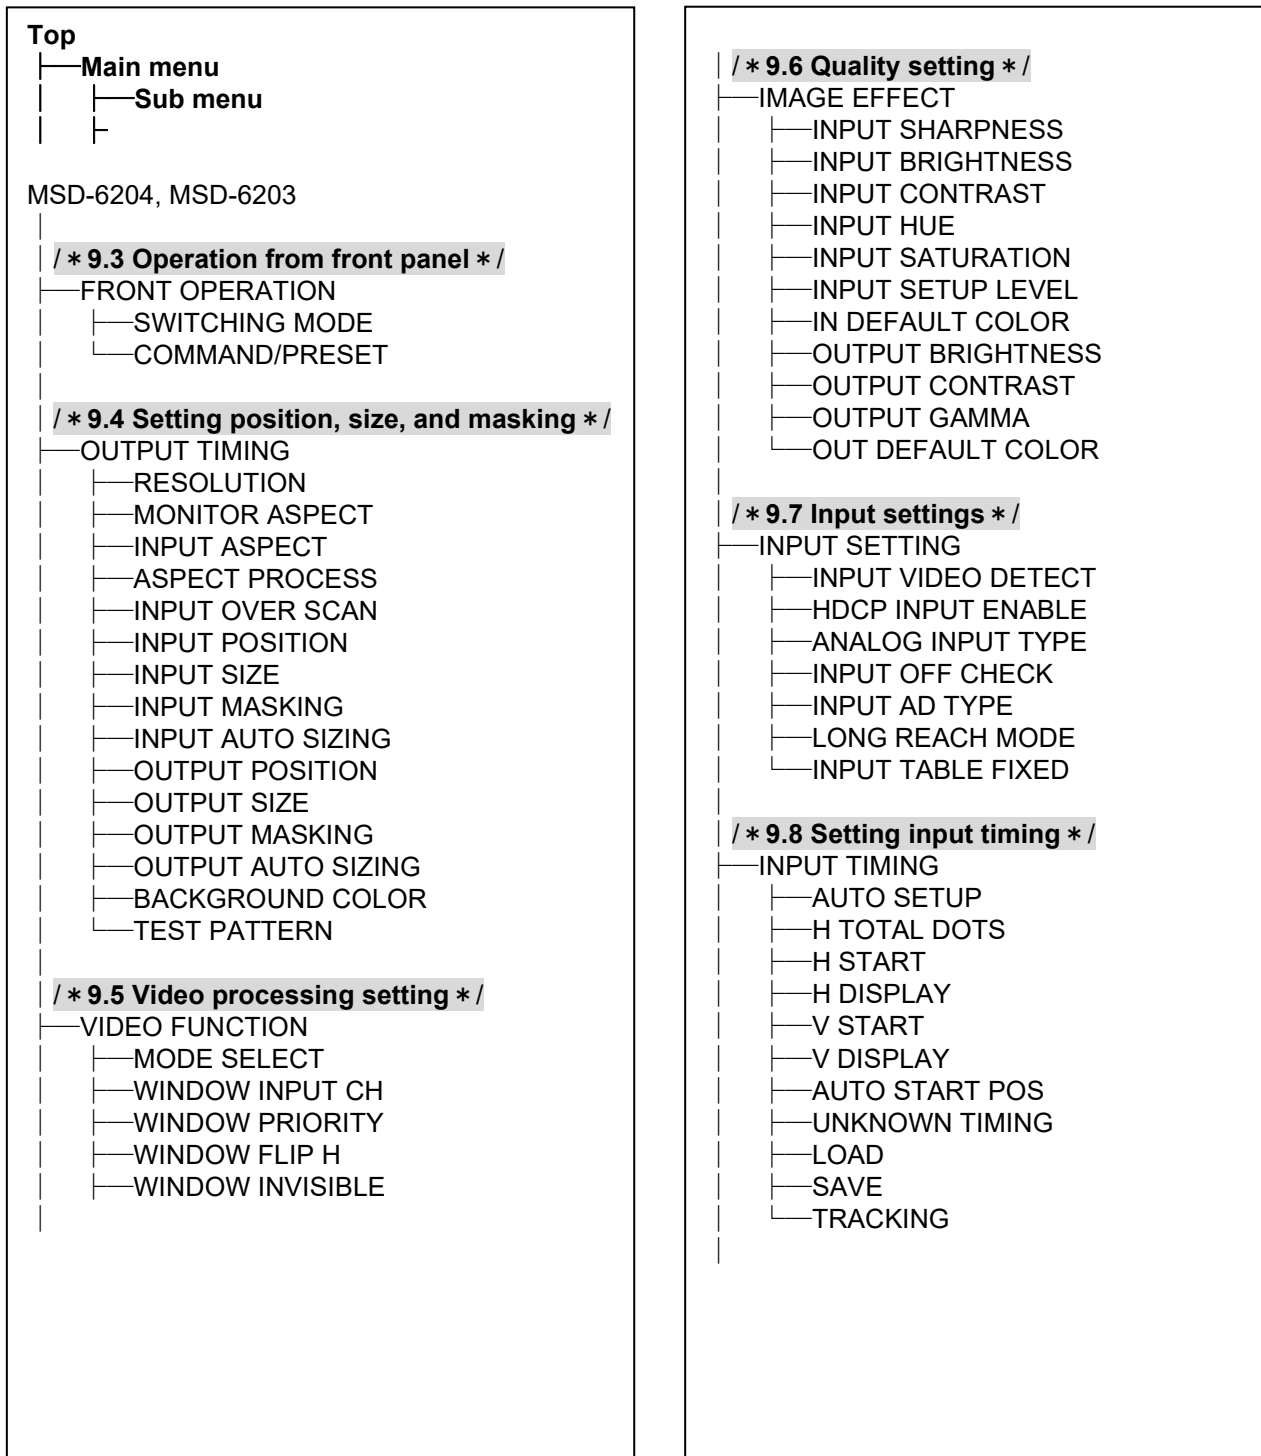 Top
Main menu
Sub menu
MSD-6204, MSD-6203
/＊9.3 Operation from front panel＊/
FRONT OPERATION
SWITCHING MODE
COMMAND/PRESET
/＊9.4 Setting position, size, and masking＊/
OUTPUT TIMING
RESOLUTION
MONITOR ASPECT
INPUT ASPECT
ASPECT PROCESS
INPUT OVER SCAN
INPUT POSITION
INPUT SIZE
INPUT MASKING
INPUT AUTO SIZING
OUTPUT POSITION
OUTPUT SIZE
OUTPUT MASKING
OUTPUT AUTO SIZING
BACKGROUND COLOR
TEST PATTERN
/＊9.5 Video processing setting＊/
VIDEO FUNCTION
MODE SELECT
WINDOW INPUT CH
WINDOW PRIORITY
WINDOW FLIP H
WINDOW INVISIBLE
/＊9.6 Quality setting＊/
IMAGE EFFECT
INPUT SHARPNESS
INPUT BRIGHTNESS
INPUT CONTRAST
INPUT HUE
INPUT SATURATION
INPUT SETUP LEVEL
IN DEFAULT COLOR
OUTPUT BRIGHTNESS
OUTPUT CONTRAST
OUTPUT GAMMA
OUT DEFAULT COLOR
/＊9.7 Input settings＊/
INPUT SETTING
INPUT VIDEO DETECT
HDCP INPUT ENABLE
ANALOG INPUT TYPE
INPUT OFF CHECK
INPUT AD TYPE
LONG REACH MODE
INPUT TABLE FIXED
/＊9.8 Setting input timing＊/
INPUT TIMING
AUTO SETUP
H TOTAL DOTS
H START
H DISPLAY
V START
V DISPLAY
AUTO START POS
UNKNOWN TIMING
LOAD
SAVE
TRACKING